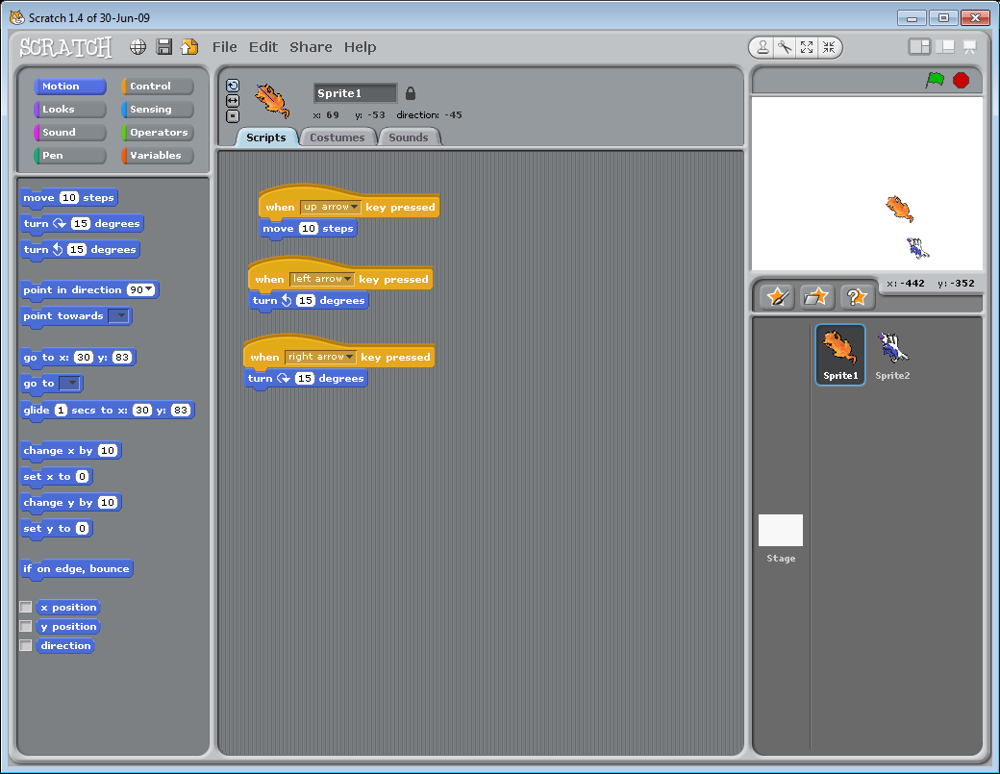 Scratch 1.4 of 30-Jun-09
SCRATCH File Edit Share Help
Motion Control
Looks Sensing
Sound Operators
Pen Variables
move 10 steps
turn 15 degrees
turn 15 degrees
point in direction 90
point towards
go to x: 30 y: 83
go to
glide 1 secs to x: 30 y: 83
change x by 10
set x to 0
change y by 10
set y to 0
if on edge, bounce
x position
y position
direction
Sprite1
x: 69 y: -53 direction: -45
Scripts Costumes Sounds
when up arrow key pressed
move 10 steps
when left arrow key pressed
turn 15 degrees
when right arrow key pressed
turn 15 degrees
x: -442 y: -352
?
Sprite1 Sprite2
Stage